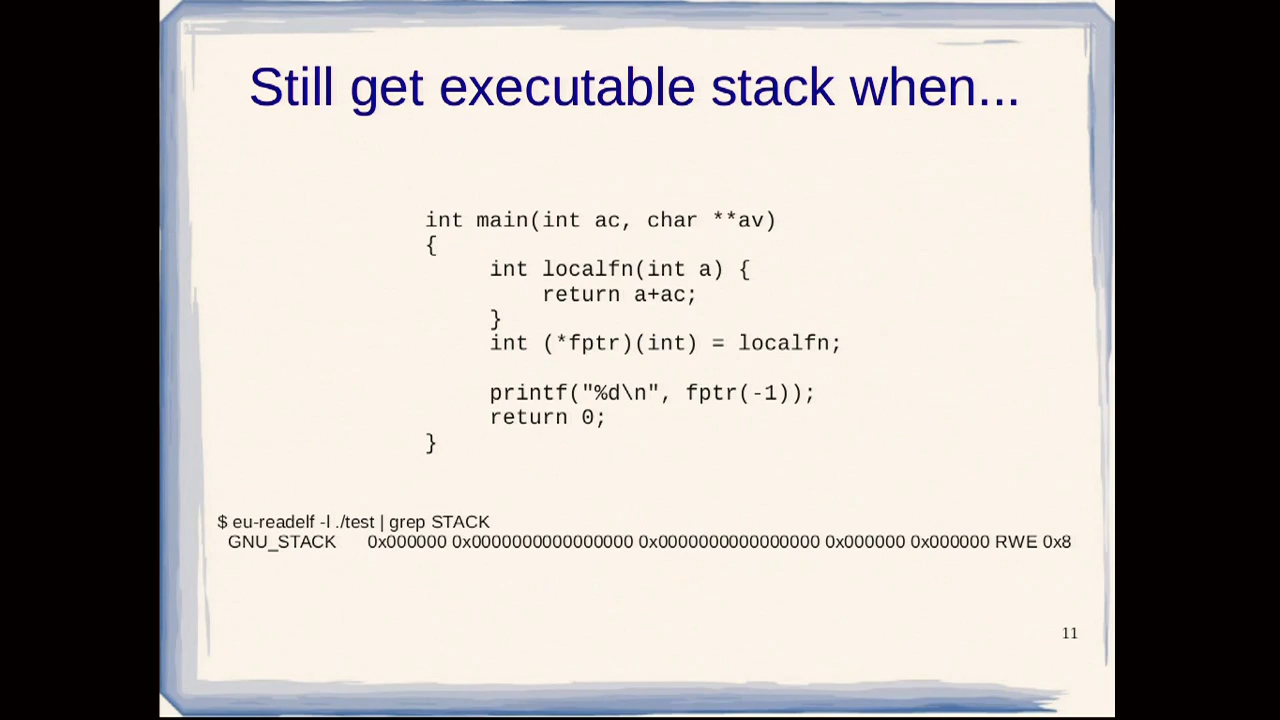 Still get executable stack when...
int main(int ac, char **av)
{
int localfn(int a) {
return a+ac;
}
int (*fptr)(int) = localfn;
printf("%d\n", fptr(-1));
return 0;
}
$ eu-readelf -l ./test | grep STACK
GNU_STACK 0x000000 0x0000000000000000 0x0000000000000000 0x000000 0x000000 RWE 0x8
11